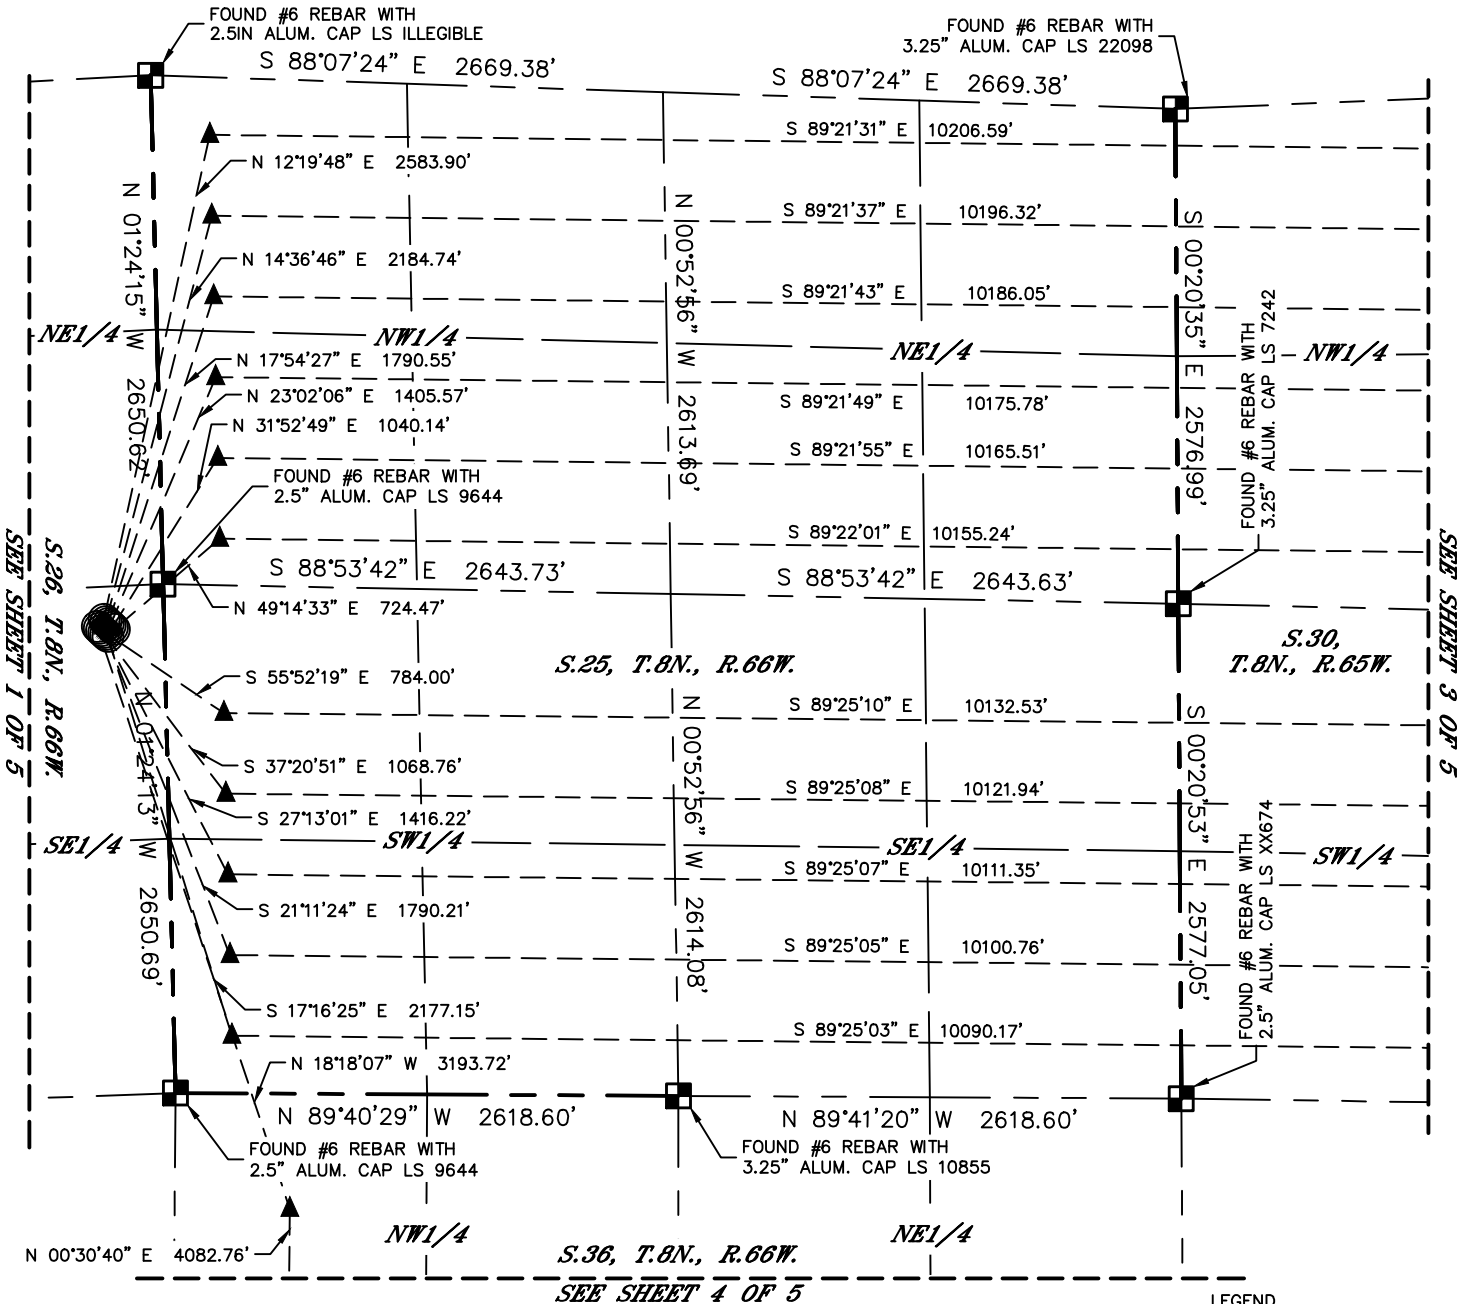 FOUND #6 REBAR WITH
2.5IN ALUM. CAP LS ILLEGIBLE
FOUND #6 REBAR WITH
3.25" ALUM. CAP LS 22098
S 88°07'24" E 2669.38'
S 88°07'24" E 2669.38'
S 89°21'31" E 10206.59'
N 12°19'48" E 2583.90'
N 01°24'15" W 2650.62'
N 00°52'56" W 2613.69'
S 89°21'37" E 10196.32'
S 00°20'35" E 2576.99'
N 14°36'46" E 2184.74'
S 89°21'43" E 10186.05'
FOUND #6 REBAR WITH
3.25" ALUM. CAP LS 7242
NE1/4
NW1/4
NE1/4
NW1/4
N 17°54'27" E 1790.55'
N 23°02'06" E 1405.57'
S 89°21'49" E 10175.78'
N 31°52'49" E 1040.14'
S 89°21'55" E 10165.51'
FOUND #6 REBAR WITH
2.5" ALUM. CAP LS 9644
S 89°22'01" E 10155.24'
S 88°53'42" E 2643.73'
S 88°53'42" E 2643.63'
N 49°14'33" E 724.47'
SEE SHEET 1 OF 5
S.26, T.8N., R.66W.
SEE SHEET 3 OF 5
S.25, T.8N., R.66W.
S.30,
T.8N., R.65W.
S 55°52'19" E 784.00'
S 89°25'10" E 10132.53'
N 01°24'13" W 2650.69'
N 00°52'56" W 2614.08'
S 00°20'53" E 2577.05'
S 37°20'51" E 1068.76'
S 89°25'08" E 10121.94'
S 27°13'01" E 1416.22'
SE1/4
SW1/4
SE1/4
SW1/4
FOUND #6 REBAR WITH
2.5" ALUM. CAP LS XX674
S 89°25'07" E 10111.35'
S 21°11'24" E 1790.21'
S 89°25'05" E 10100.76'
S 17°16'25" E 2177.15'
S 89°25'03" E 10090.17'
N 18°18'07" W 3193.72'
N 89°40'29" W 2618.60'
N 89°41'20" W 2618.60'
FOUND #6 REBAR WITH
2.5" ALUM. CAP LS 9644
FOUND #6 REBAR WITH
3.25" ALUM. CAP LS 10855
NW1/4
NE1/4
N 00°30'40" E 4082.76'
S.36, T.8N., R.66W.
SEE SHEET 4 OF 5
LEGEND